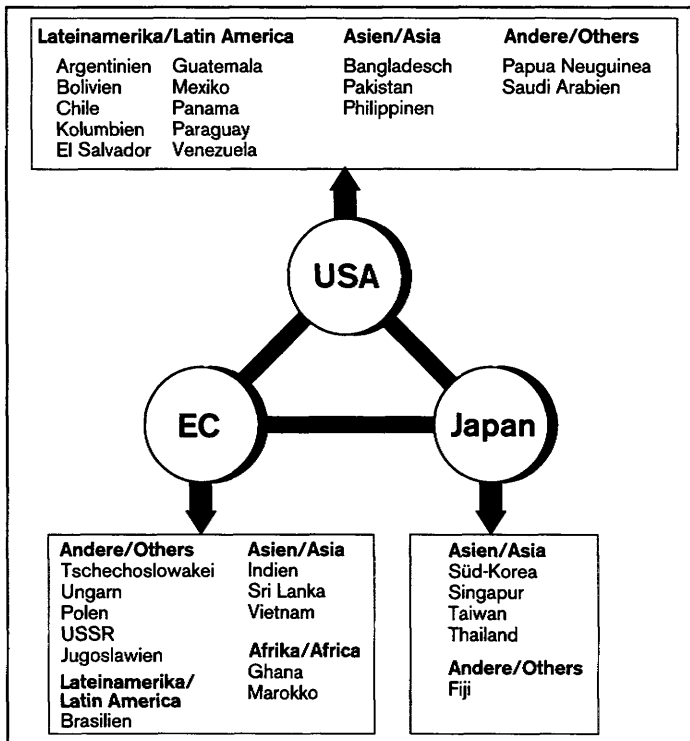 Lateinamerika/Latin America
Argentinien Guatemala
Bolivien Mexiko
Chile Panama
Kolumbien Paraguay
El Salvador Venezuela
Asien/Asia
Bangladesch
Pakistan
Philippinen
Andere/Others
Papua Neuguinea
Saudi Arabien
USA
EC
Japan
Andere/Others
Tschechoslowakei
Ungarn
Polen
USSR
Jugoslawien
Lateinamerika/
Latin America
Brasilien
Asien/Asia
Indien
Sri Lanka
Vietnam
Afrika/Africa
Ghana
Marokko
Asien/Asia
Süd-Korea
Singapur
Taiwan
Thailand
Andere/Others
Fiji